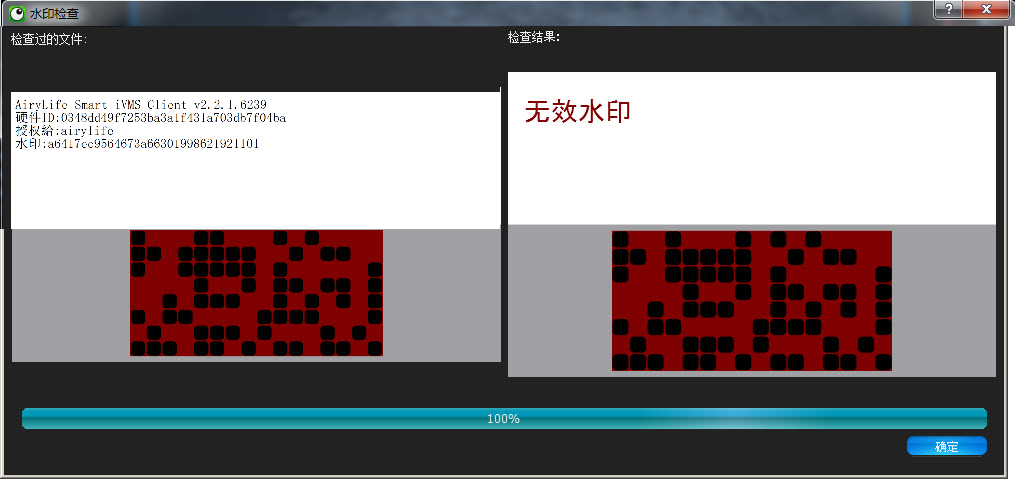 水印检查
检查过的文件:
检查结果:
AiryLife Smart iVMS Client v2.2.1.6239
硬件ID:0348dd49f7253ba3a1f431a703db7f04ba
授权給:airylife
水印:a6417cc9564673a66301998621921101
无效水印
100%
确定